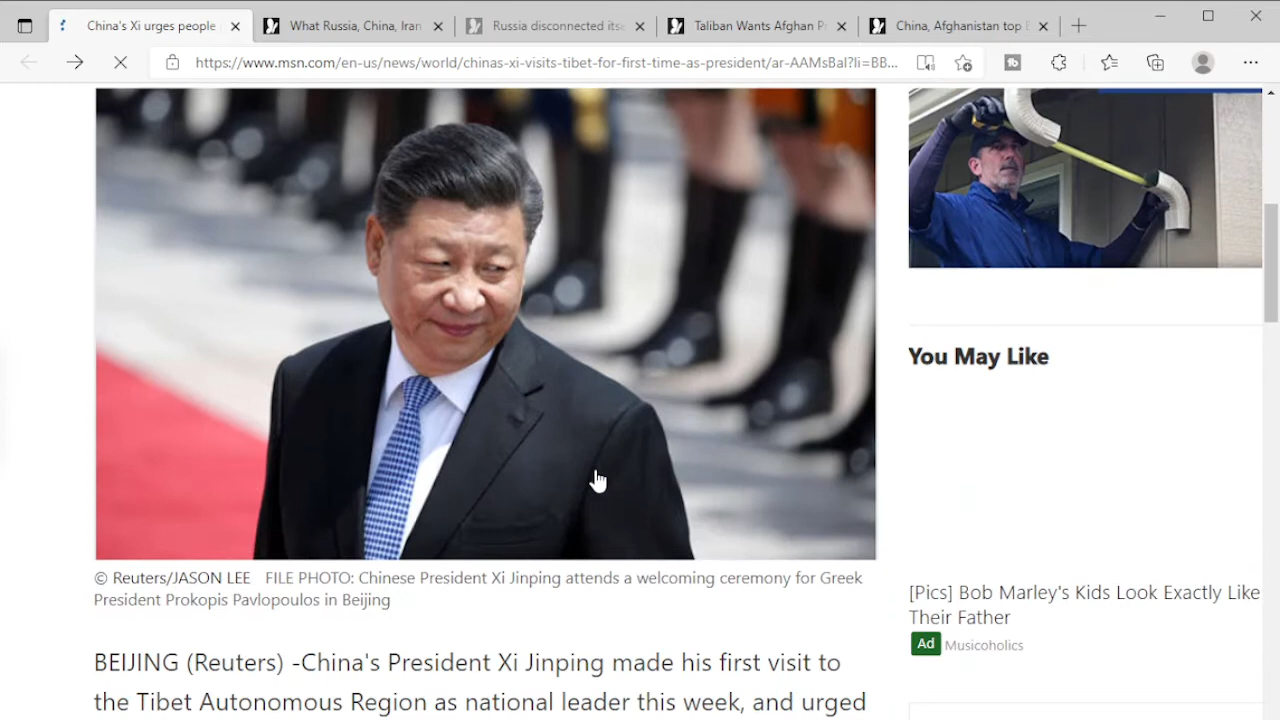 China's Xi urges people
What Russia, China, Iran
Russia disconnected itse
Taliban Wants Afghan P
China, Afghanistan top
https://www.msn.com/en-us/news/world/chinas-xi-visits-tibet-for-first-time-as-president/ar-AAMsBal?li=BB...
You May Like
© Reuters/JASON LEE FILE PHOTO: Chinese President Xi Jinping attends a welcoming ceremony for Greek
President Prokopis Pavlopoulos in Beijing
[Pics] Bob Marley's Kids Look Exactly Like
Their Father
Ad Musicoholics
BEIJING (Reuters) -China's President Xi Jinping made his first visit to
the Tibet Autonomous Region as national leader this week, and urged